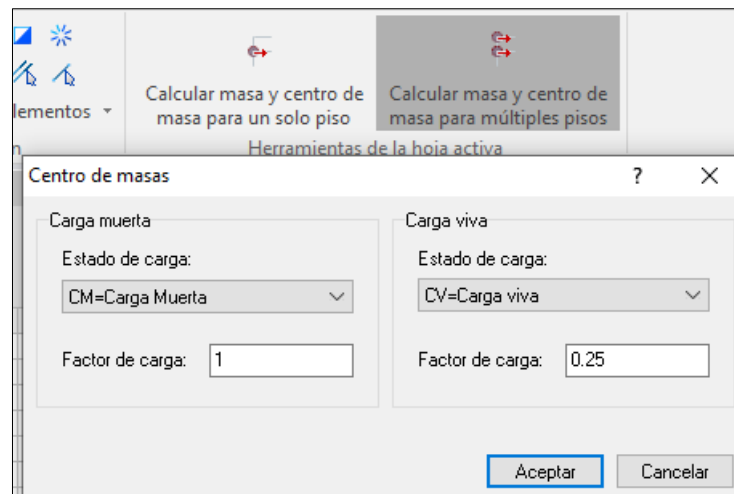 Calcular masa y centro de
masa para un solo piso
Calcular masa y centro de
masa para múltiples pisos
lementos
Herramientas de la hoja activa
Centro de masas
Carga muerta
Estado de carga:
CM=Carga Muerta
Factor de carga: 1
Carga viva
Estado de carga:
CV=Carga viva
Factor de carga: 0.25
Aceptar
Cancelar